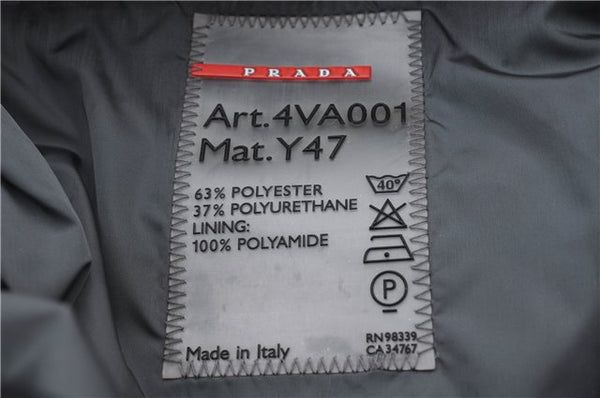 PRADA
Art.4VA001
Mat.Y47
63% POLYESTER
37% POLYURETHANE
LINING:
100% POLYAMIDE
40°
P
Made in Italy
RN98339
CA34767